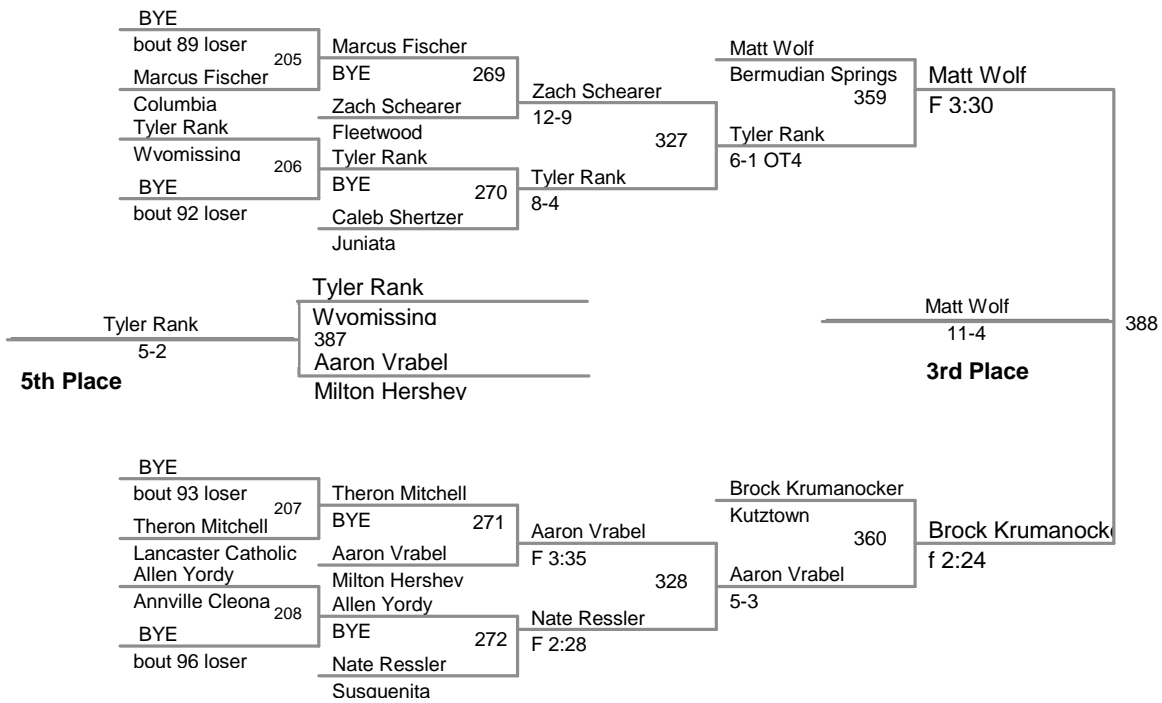 BYE
bout 89 loser
205
Marcus Fischer
Columbia
Tyler Rank
Wyomissing
206
BYE
bout 92 loser
Marcus Fischer
BYE
269
Zach Schearer
Fleetwood
Tyler Rank
BYE
270
Caleb Shertzer
Juniata
Zach Schearer
12-9
327
Tyler Rank
8-4
Matt Wolf
Bermudian Springs
359
Tyler Rank
6-1 OT4
Matt Wolf
F 3:30
Tyler Rank
5-2
5th Place
Tyler Rank
Wyomissing
387
Aaron Vrabel
Milton Hershey
Matt Wolf
11-4
3rd Place
388
BYE
bout 93 loser
207
Theron Mitchell
Lancaster Catholic
Allen Yordy
Annville Cleona
208
BYE
bout 96 loser
Theron Mitchell
BYE
271
Aaron Vrabel
Milton Hershey
Allen Yordy
BYE
272
Nate Ressler
Susquenita
Aaron Vrabel
F 3:35
328
Nate Ressler
F 2:28
Brock Krumanocker
Kutztown
360
Aaron Vrabel
5-3
Brock Krumanocke
f 2:24